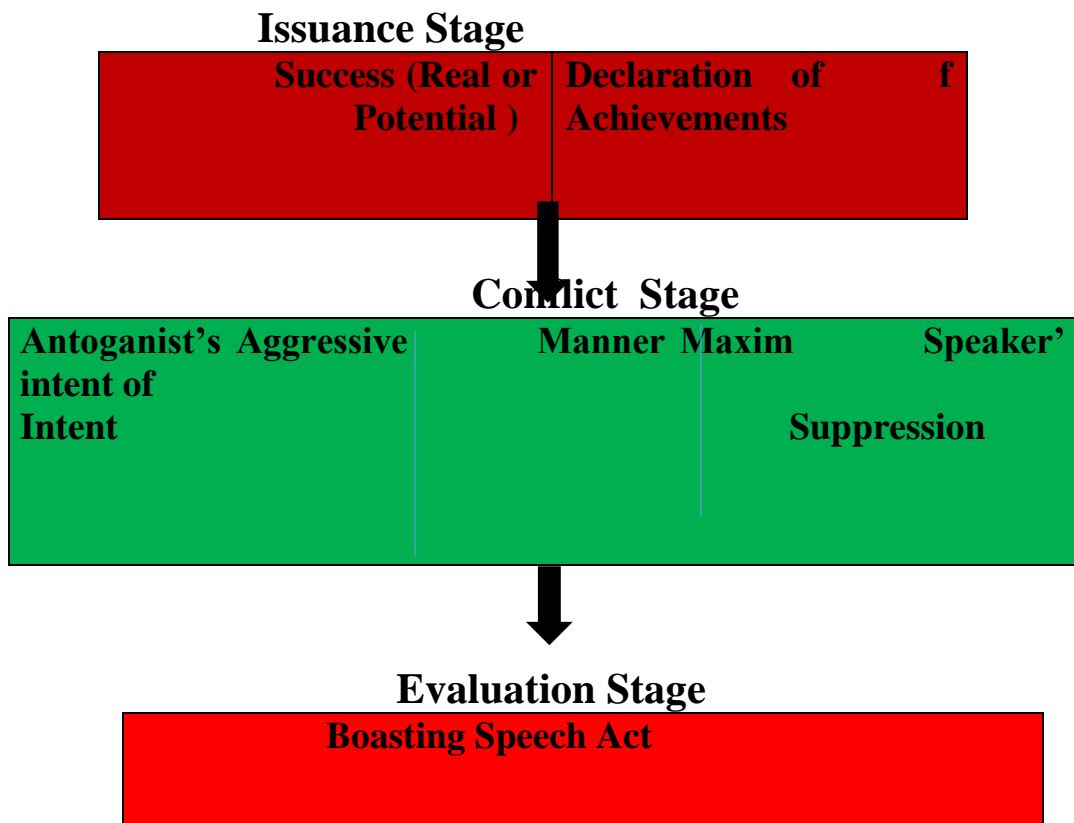 Issuance Stage
Success (Real or
Potential )
Declaration of f
Achievements
Conflict Stage
Antoganist’s Aggressive Manner Maxim Speaker’
intent of
Intent Suppression
Evaluation Stage
Boasting Speech Act